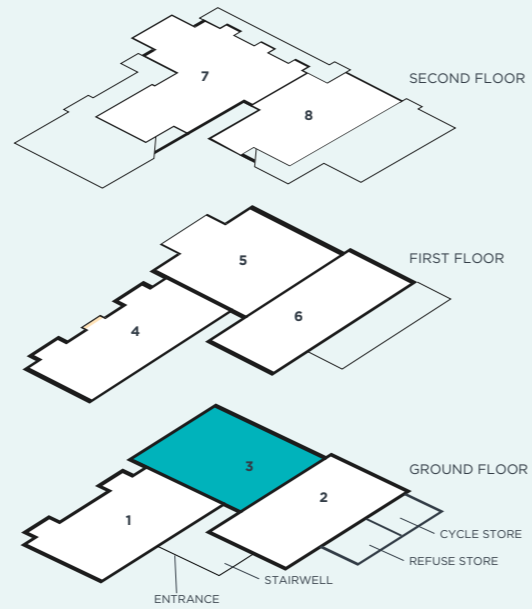 7
SECOND FLOOR
8
5
FIRST FLOOR
6
4
3
GROUND FLOOR
2
1
CYCLE STORE
REFUSE STORE
STAIRWELL
ENTRANCE